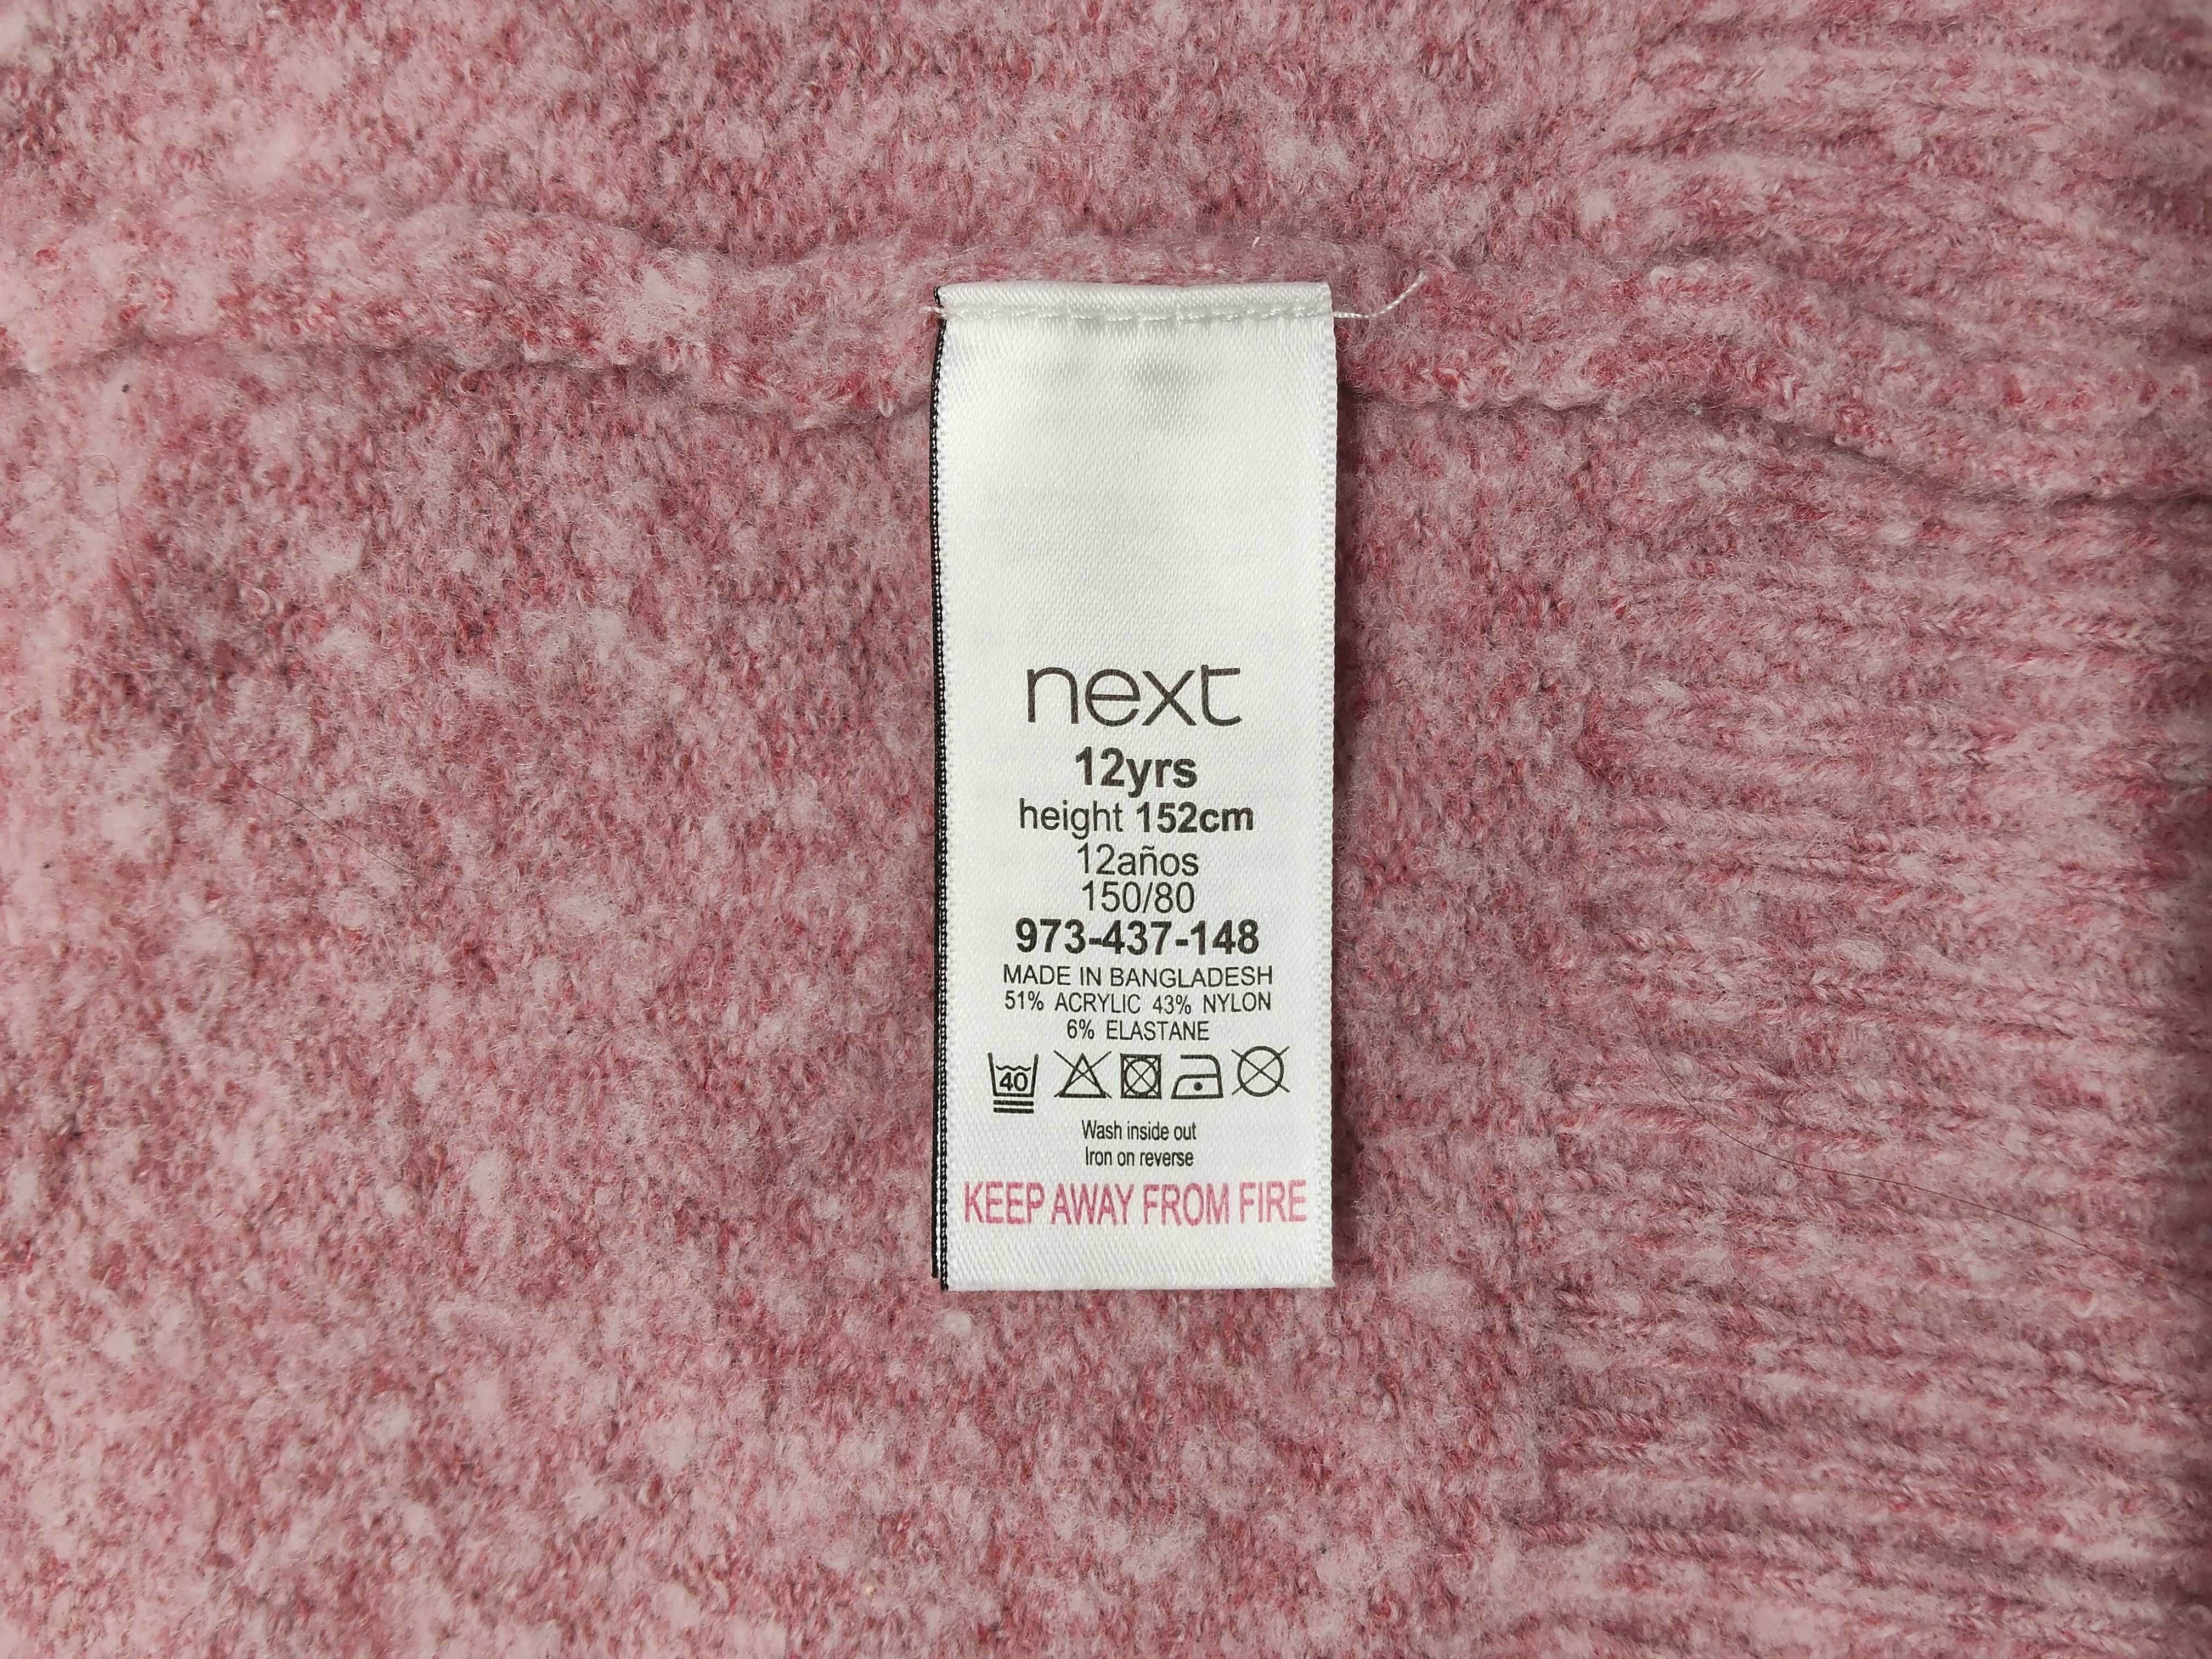 next
12yrs
height 152cm
12años
150/80
973-437-148
MADE IN BANGLADESH
51% ACRYLIC 43% NYLON
6% ELASTANE
40
Wash inside out
Iron on reverse
KEEP AWAY FROM FIRE